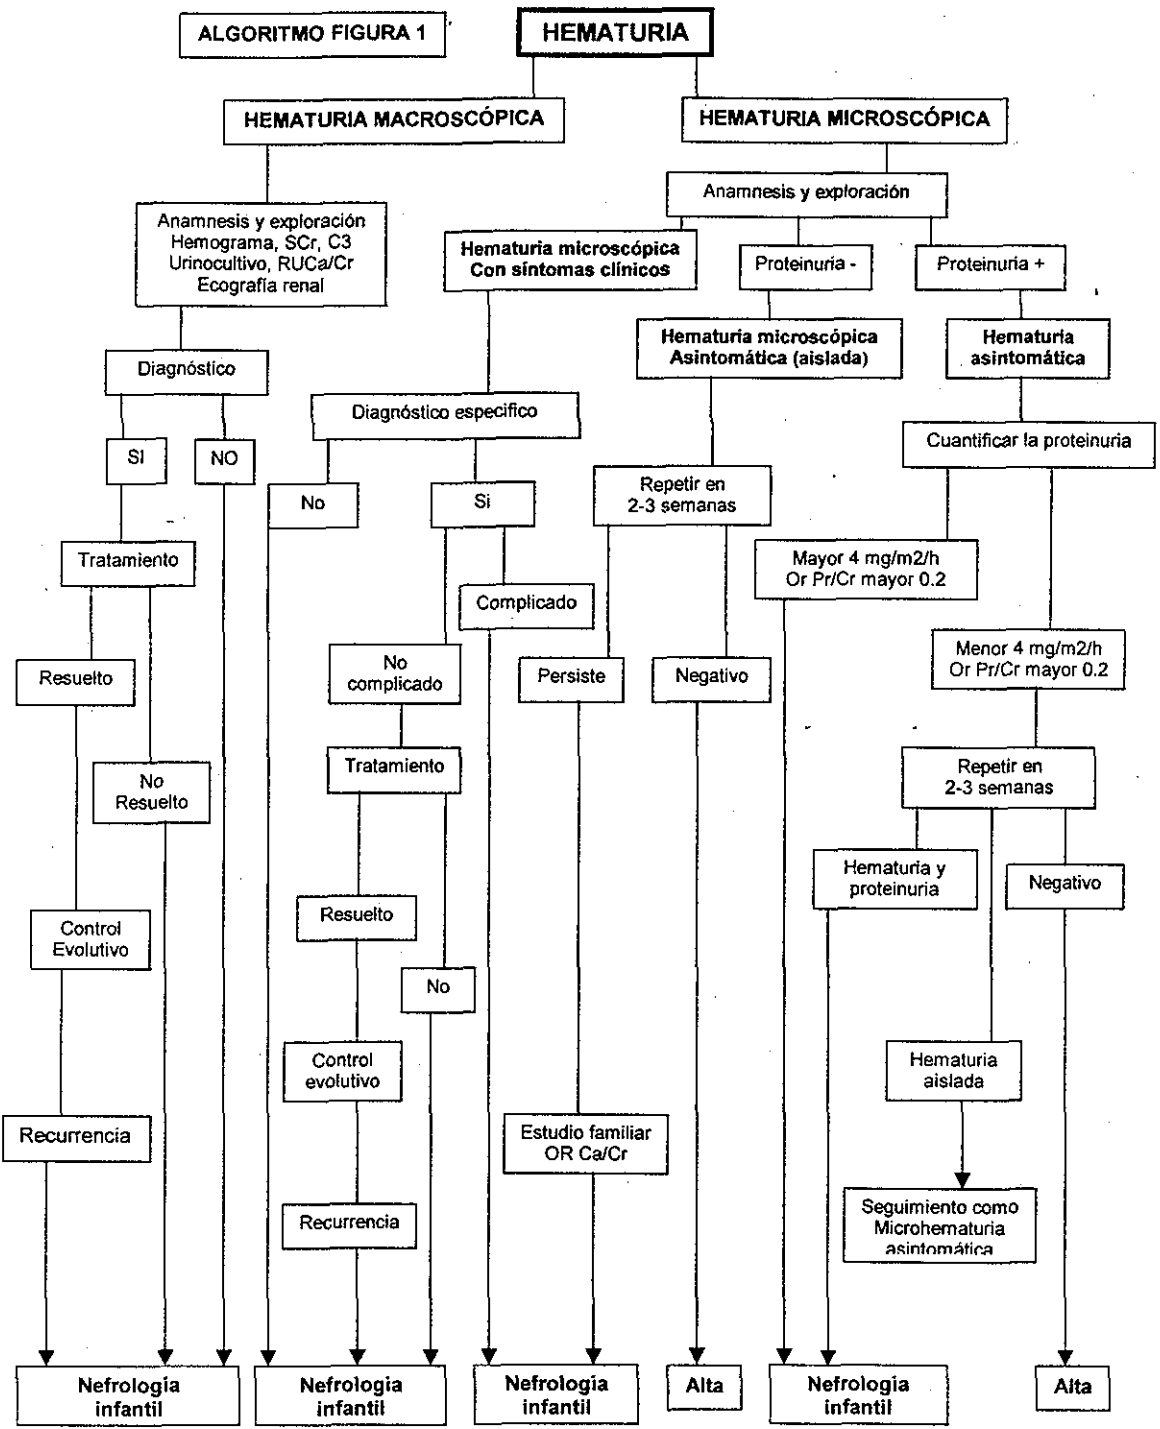 ALGORITMO FIGURA 1
HEMATURIA
HEMATURIA MACROSCÓPICA
HEMATURIA MICROSCÓPICA
Anamnesis y exploración
Hemograma, SCr, C3
Urinocultivo, RUCa/Cr
Ecografía renal
Anamnesis y exploración
Hematuria microscópica
Con síntomas clínicos
Proteinuria -
Proteinuria +
Hematuria microscópica
Asintomática (aislada)
Hematuria
asintomática
Diagnóstico
Diagnóstico especifico
Cuantificar la proteinuria
SI
NO
No
Si
Repetir en
2-3 semanas
Tratamiento
Mayor 4 mg/m2/h
Or Pr/Cr mayor 0.2
Complicado
Menor 4 mg/m2/h
Or Pr/Cr mayor 0.2
Resuelto
No
complicado
Persiste
Negativo
No
Resuelto
Tratamiento
Repetir en
2-3 semanas
Hematuria y
proteinuria
Negativo
Control
Evolutivo
Resuelto
No
Control
evolutivo
Hematuria
aislada
Recurrencia
Estudio familiar
OR Ca/Cr
Recurrencia
Seguimiento como
Microhematuria
asintomática
Nefrología
infantil
Nefrología
infantil
Nefrología
infantil
Alta
Nefrología
infantil
Alta